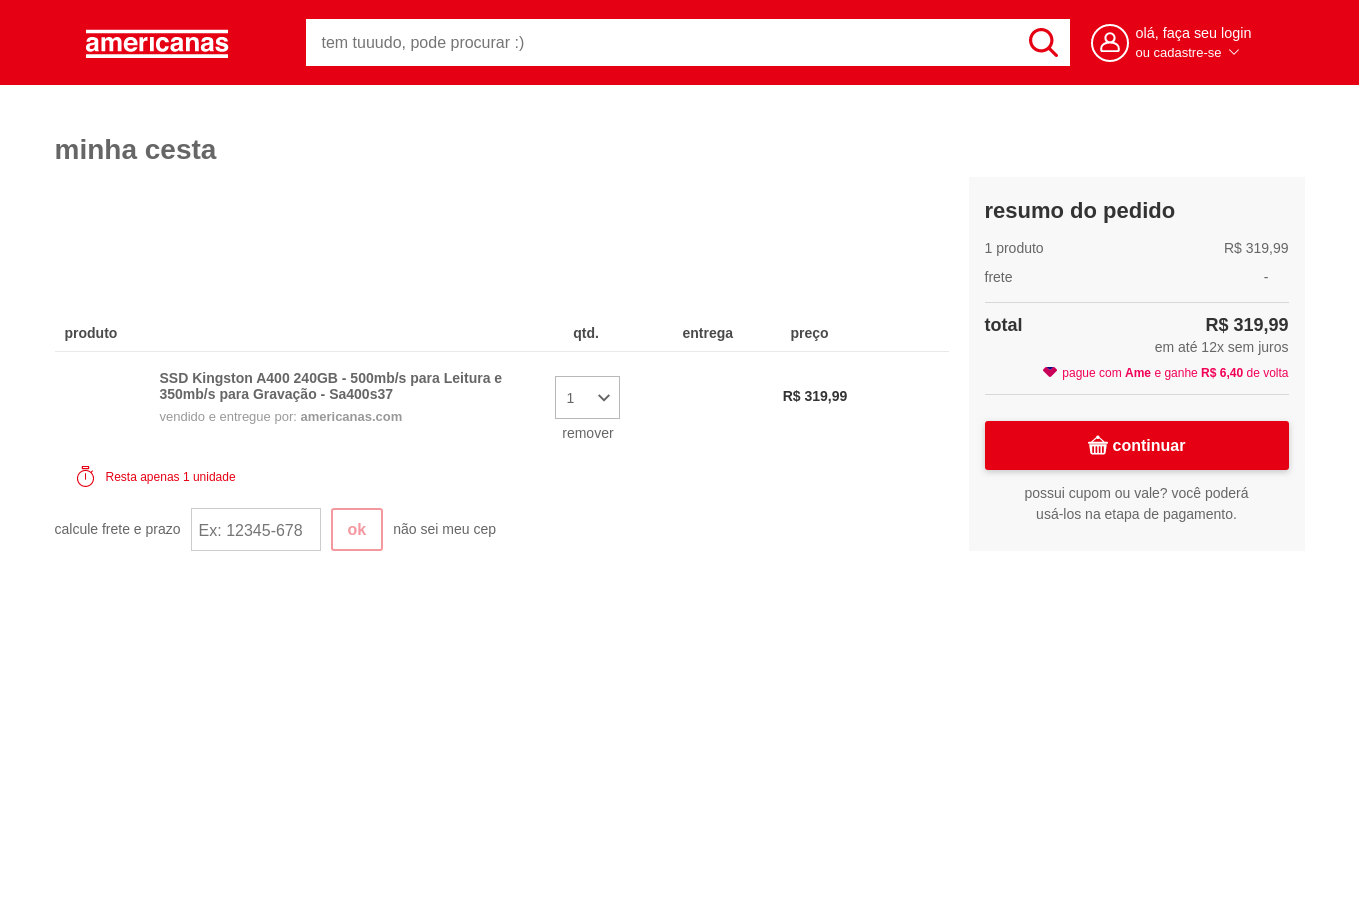 americanas
tem tuuudo, pode procurar :)
olá, faça seu login
ou cadastre-se
minha cesta
produto
qtd.
entrega
preço
SSD Kingston A400 240GB - 500mb/s para Leitura e
350mb/s para Gravação - Sa400s37
vendido e entregue por: americanas.com
1
remover
R$ 319,99
Resta apenas 1 unidade
calcule frete e prazo
Ex: 12345-678
ok
não sei meu cep
resumo do pedido
1 produto R$ 319,99
frete -
total R$ 319,99
em até 12x sem juros
pague com Ame e ganhe R$ 6,40 de volta
continuar
possui cupom ou vale? você poderá
usá-los na etapa de pagamento.